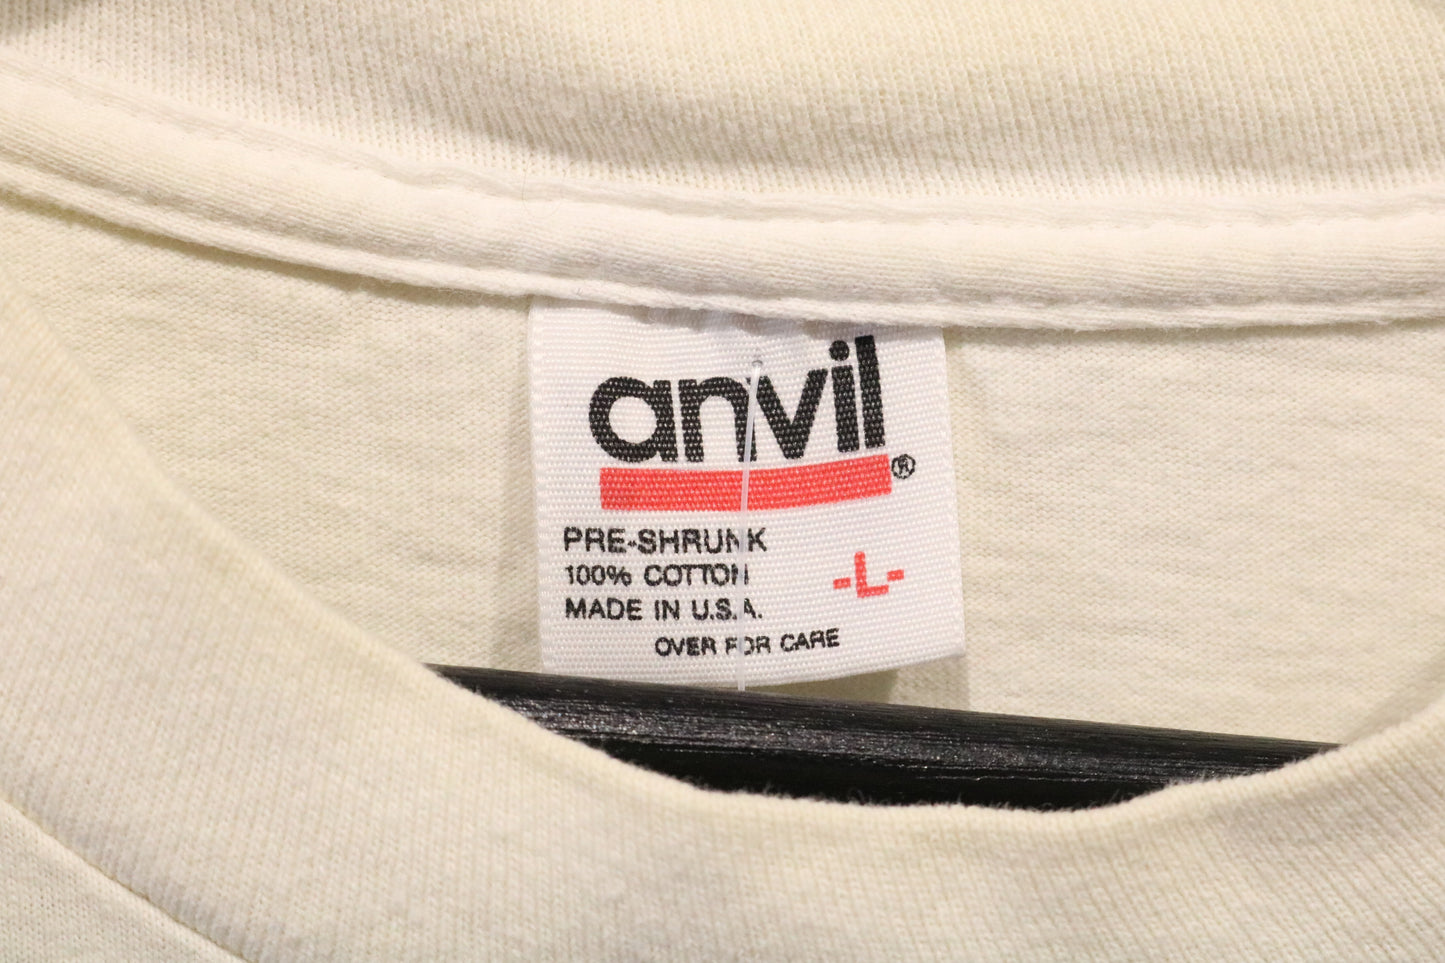 anvil®
PRE-SHRUNK
100% COTTON
MADE IN U.S.A.
-L-
OVER FOR CARE